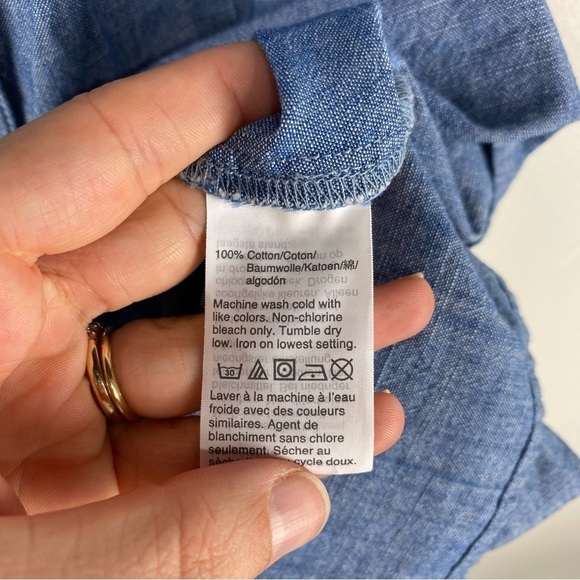 100% Cotton/Coton/
Baumwolle/Katoen/綿/
algodón
Machine wash cold with
like colors. Non-chlorine
bleach only. Tumble dry
low. Iron on lowest setting.
30
Laver à la machine à l'eau
froide avec des couleurs
similaires. Agent de
blanchiment sans chlore
seulement. Sécher au
cycle doux.